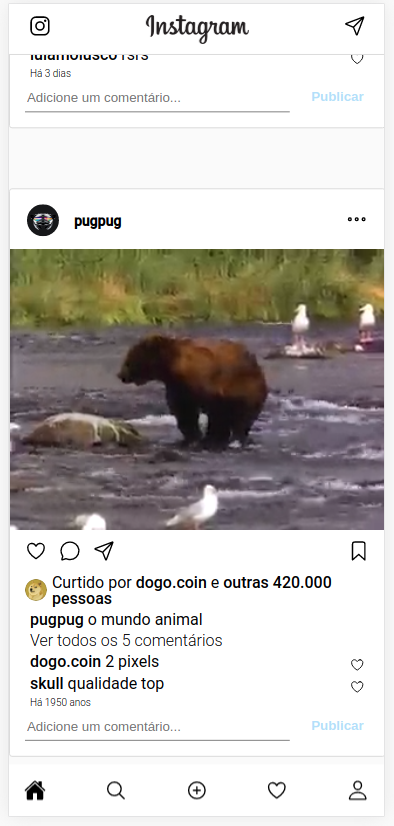 Instagram
lulamolusco rsrs
Há 3 dias
Adicione um comentário... Publicar
pugpug
Curtido por dogo.coin e outras 420.000
pessoas
pugpug o mundo animal
Ver todos os 5 comentários
dogo.coin 2 pixels
skull qualidade top
Há 1950 anos
Adicione um comentário... Publicar